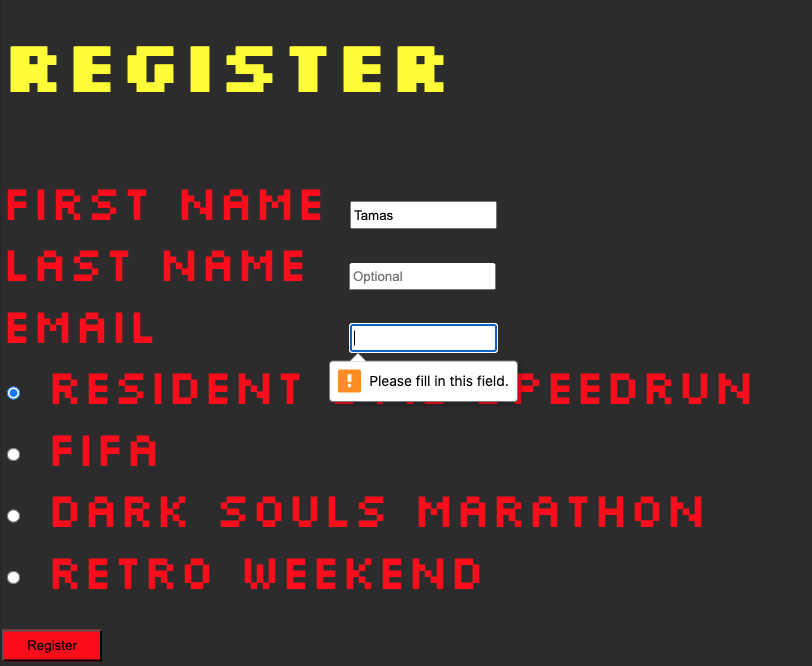 REGISTER
FIRST NAME Tamas
LAST NAME Optional
EMAIL
Please fill in this field.
RESIDENT SPEEDRUN
FIFA
DARK SOULS MARATHON
RETRO WEEKEND
Register